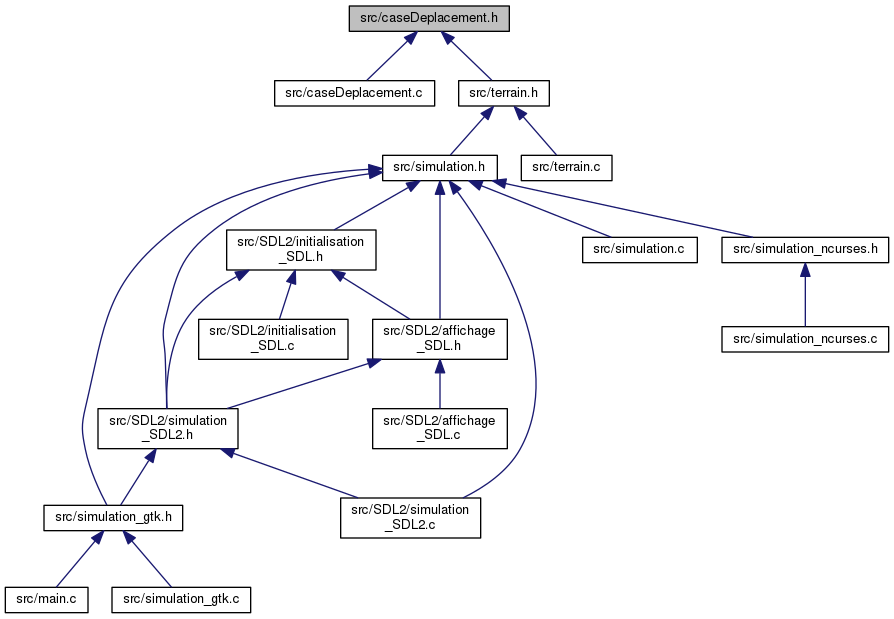 src/caseDeplacement.h
src/caseDeplacement.c
src/terrain.h
src/simulation.h
src/terrain.c
src/SDL2/initialisation
_SDL.h
src/simulation.c
src/simulation_ncurses.h
src/SDL2/initialisation
_SDL.c
src/SDL2/affichage
_SDL.h
src/simulation_ncurses.c
src/SDL2/simulation
_SDL2.h
src/SDL2/affichage
_SDL.c
src/simulation_gtk.h
src/SDL2/simulation
_SDL2.c
src/main.c
src/simulation_gtk.c